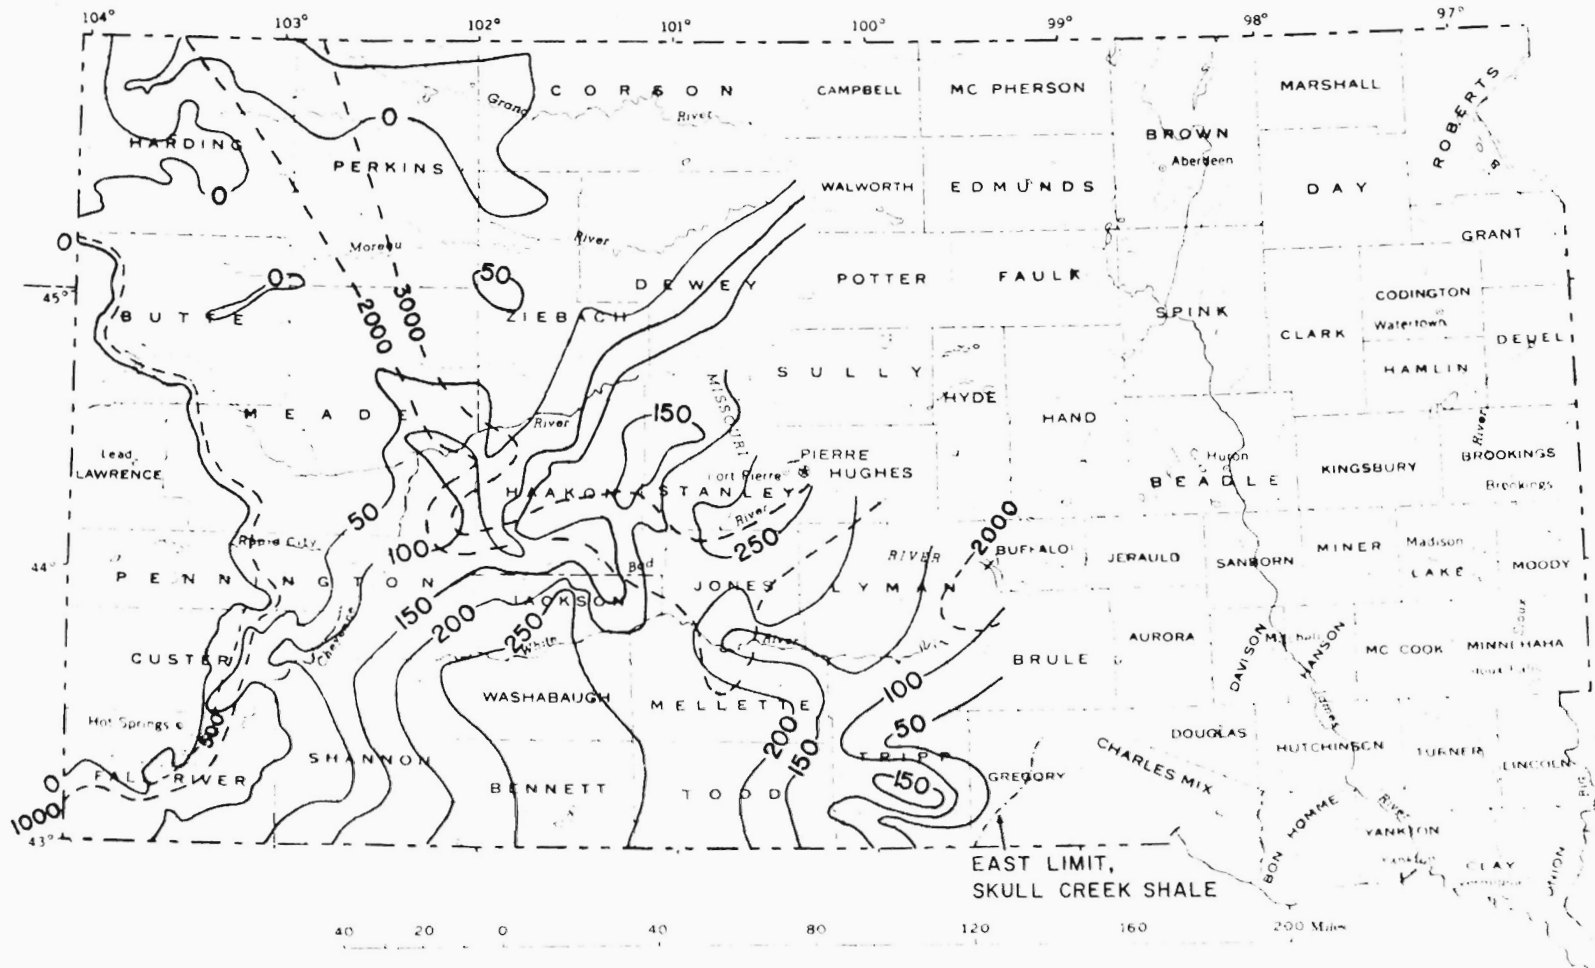 104° 103° 102° 101° 100° 99° 98° 97°
CORSON CAMPBELL MC PHERSON MARSHALL
Grand River
0
ROBERTS
HARDING PERKINS
BROWN
Aberdeen
0
WALWORTH EDMUNDS DAY
0
Moreau River
GRANT
0 50
DEWEY POTTER FAULK
45°
3000
2000
BUTTE ZIEBACH
SPINK
CODINGTON
Watertown
CLARK
DEUEL
HAMLIN
SULLY
HYDE
HAND
MEADE
River
150
MISSOURI
River
Lead
LAWRENCE
PIERRE
HUGHES
Fort Pierre
Huron
BEADLE
KINGSBURY
BROOKINGS
Brookings
HAAKON STANLEY
River
50
100
250
2000
Rapid City
RIVER
BUFFALO JERAULD SANBORN MINER
Madison
LAKE
MOODY
44°
PENNINGTON
Bad
JONES LYMAN
JACKSON
150 200 250
White River
Cheyenne
AURORA
DAVISON
HANSON
MC COOK MINNEHAHA
Sioux
CUSTER
BRULE
WASHABAUGH MELLETTE
100
50
Hot Springs
500
200
150
James
DOUGLAS
HUTCHINSON TURNER
LINCOLN
SHANNON
TRIPP
CHARLES MIX
0
FALL RIVER
BENNETT TODD
150
GREGORY
1000
BON HOMME
River
YANKTON
43°
CLAY
UNION
BIG
EAST LIMIT,
SKULL CREEK SHALE
40 20 0 40 80 120 160 200 Miles